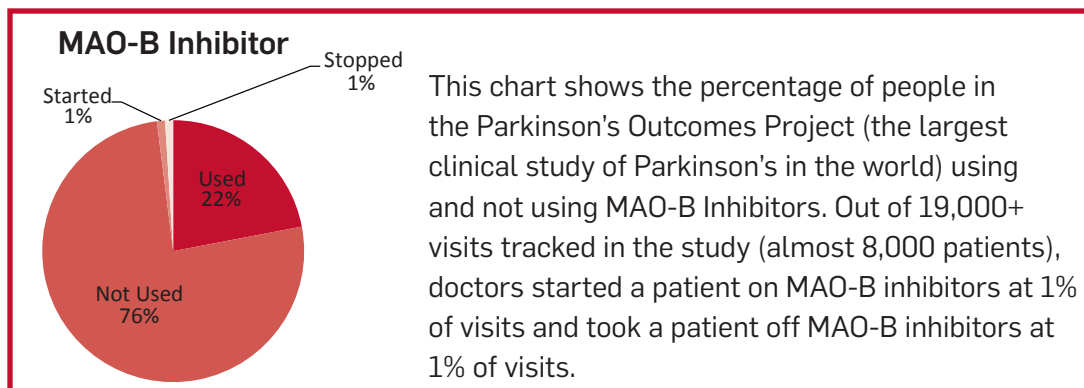 MAO-B Inhibitor
Stopped
1%
Started
1%
Used
22%
Not Used
76%
This chart shows the percentage of people in
the Parkinson’s Outcomes Project (the largest
clinical study of Parkinson’s in the world) using
and not using MAO-B Inhibitors. Out of 19,000+
visits tracked in the study (almost 8,000 patients),
doctors started a patient on MAO-B inhibitors at 1%
of visits and took a patient off MAO-B inhibitors at
1% of visits.